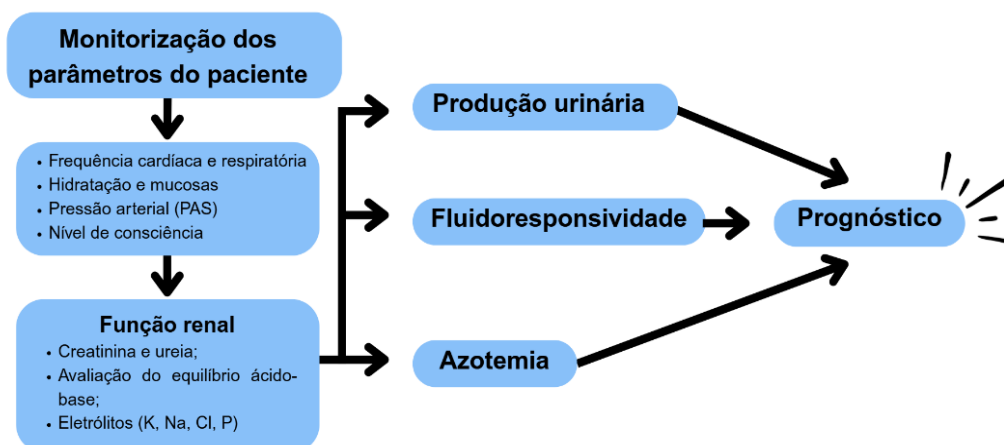 Monitorização dos
parâmetros do paciente
• Frequência cardíaca e respiratória
• Hidratação e mucosas
• Pressão arterial (PAS)
• Nível de consciência
Função renal
• Creatinina e ureia;
• Avaliação do equilíbrio ácido-
base;
• Eletrólitos (K, Na, Cl, P)
Produção urinária
Fluidoresponsividade
Azotemia
Prognóstico